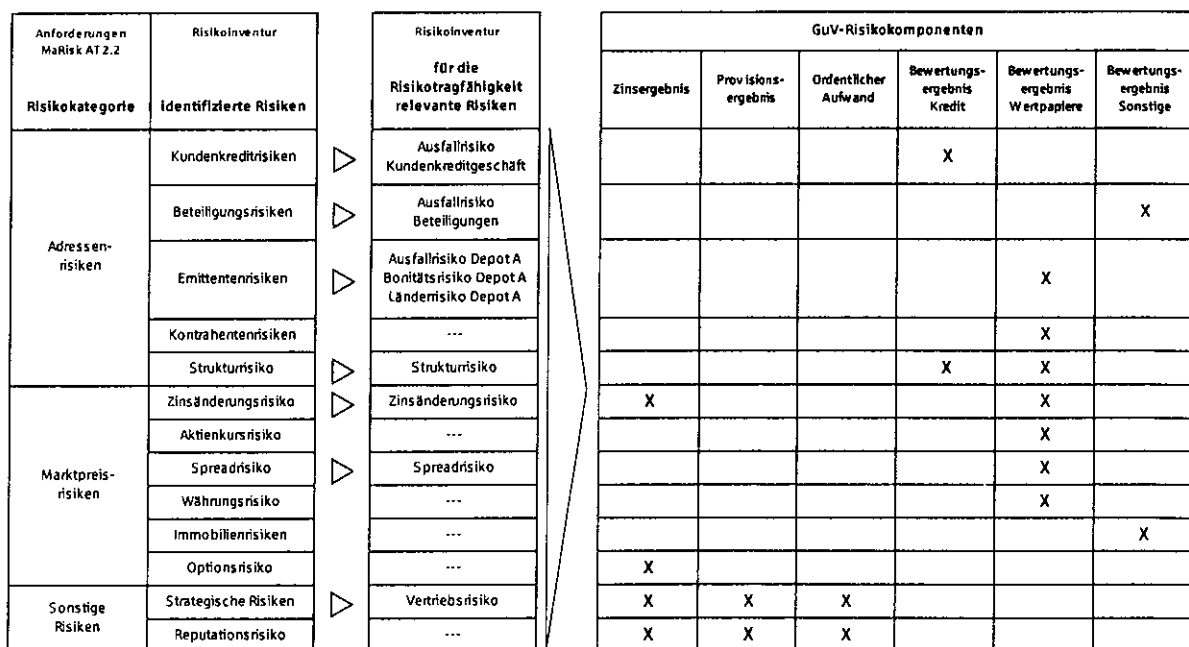 Anforderungen
MaRisk AT 2.2
Risikokategorie
Risikoinventur
identifizierte Risiken
Risikoinventur
für die
Risikotragfähigkeit
relevante Risiken
GuV-Risikokomponenten
Zinsergebnis
Provisions-
ergebnis
Ordentlicher
Aufwand
Bewertungs-
ergebnis
Kredit
Bewertungs-
ergebnis
Wertpapiere
Bewertungs-
ergebnis
Sonstige
Adressen-
risiken
Kundenkreditrisiken
Ausfallrisiko
Kundenkreditgeschäft
X
Beteiligungsrisiken
Ausfallrisiko
Beteiligungen
X
Emittentenrisiken
Ausfallrisiko Depot A
Bonitätsrisiko Depot A
Länderrisiko Depot A
X
Kontrahentenrisiken
---
X
Strukturrisiko
Strukturrisiko
X X
Marktpreis-
risiken
Zinsänderungsrisiko
Zinsänderungsrisiko
X X
Aktienkursrisiko
---
X
Spreadrisiko
Spreadrisiko
X
Währungsrisiko
---
X
Immobilienrisiken
---
X
Optionsrisiko
---
X
Sonstige
Risiken
Strategische Risiken
Vertriebsrisiko
X X X
Reputationsrisiko
---
X X X